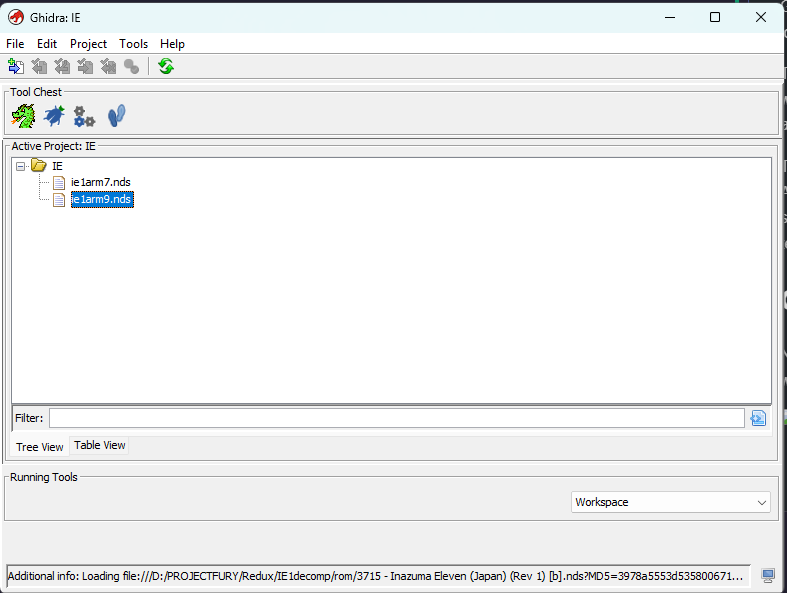 Ghidra: IE
File Edit Project Tools Help
Tool Chest
Active Project: IE
IE
ie1arm7.nds
ie1arm9.nds
Filter:
Tree View Table View
Running Tools
Workspace
Additional info: Loading file:///D:/PROJECTFURY/Redux/IE1decomp/rom/3715 - Inazuma Eleven (Japan) (Rev 1) [b].nds?MD5=3978a5553d535800671...